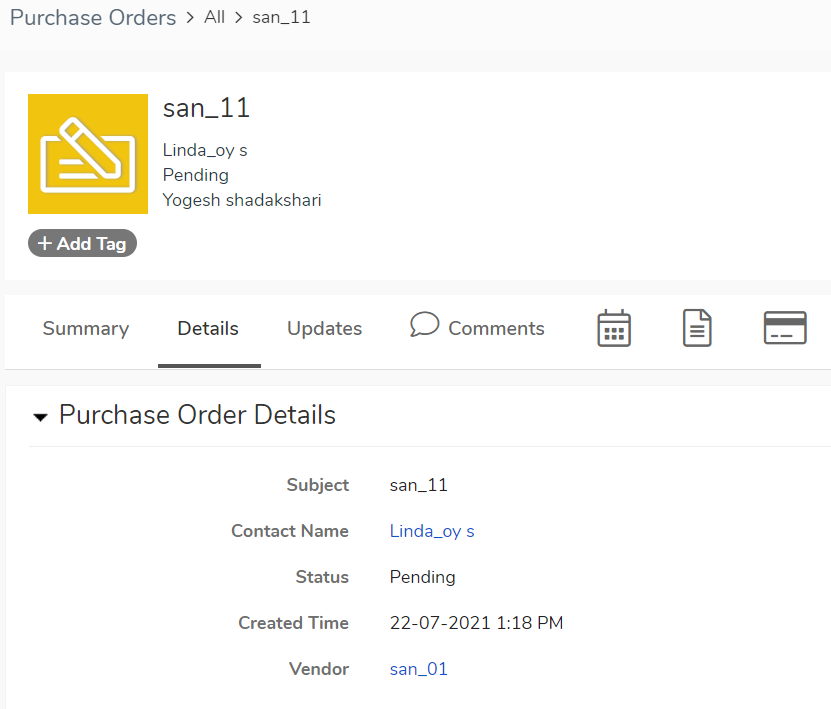 Purchase Orders > All > san_11
san_11
Linda_oy s
Pending
Yogesh shadakshari
+ Add Tag
Summary Details Updates Comments
Purchase Order Details
Subject san_11
Contact Name Linda_oy s
Status Pending
Created Time 22-07-2021 1:18 PM
Vendor san_01